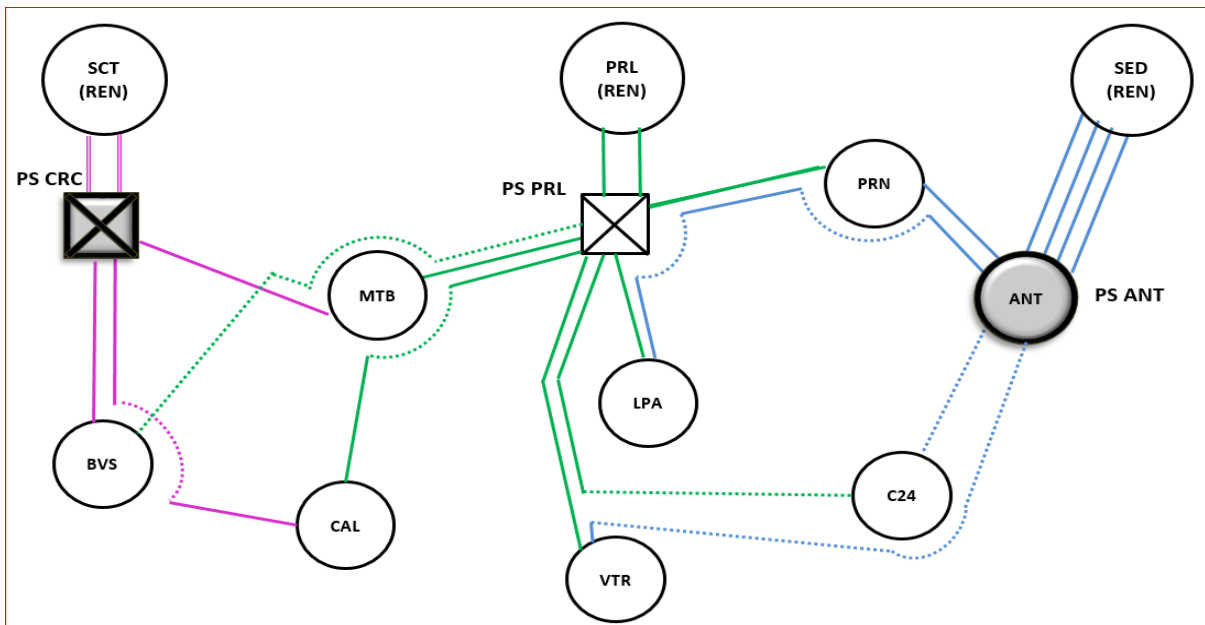 SCT
(REN)
PRL
(REN)
SED
(REN)
PS CRC
PS PRL
PRN
MTB
ANT
PS ANT
LPA
BVS
C24
CAL
VTR